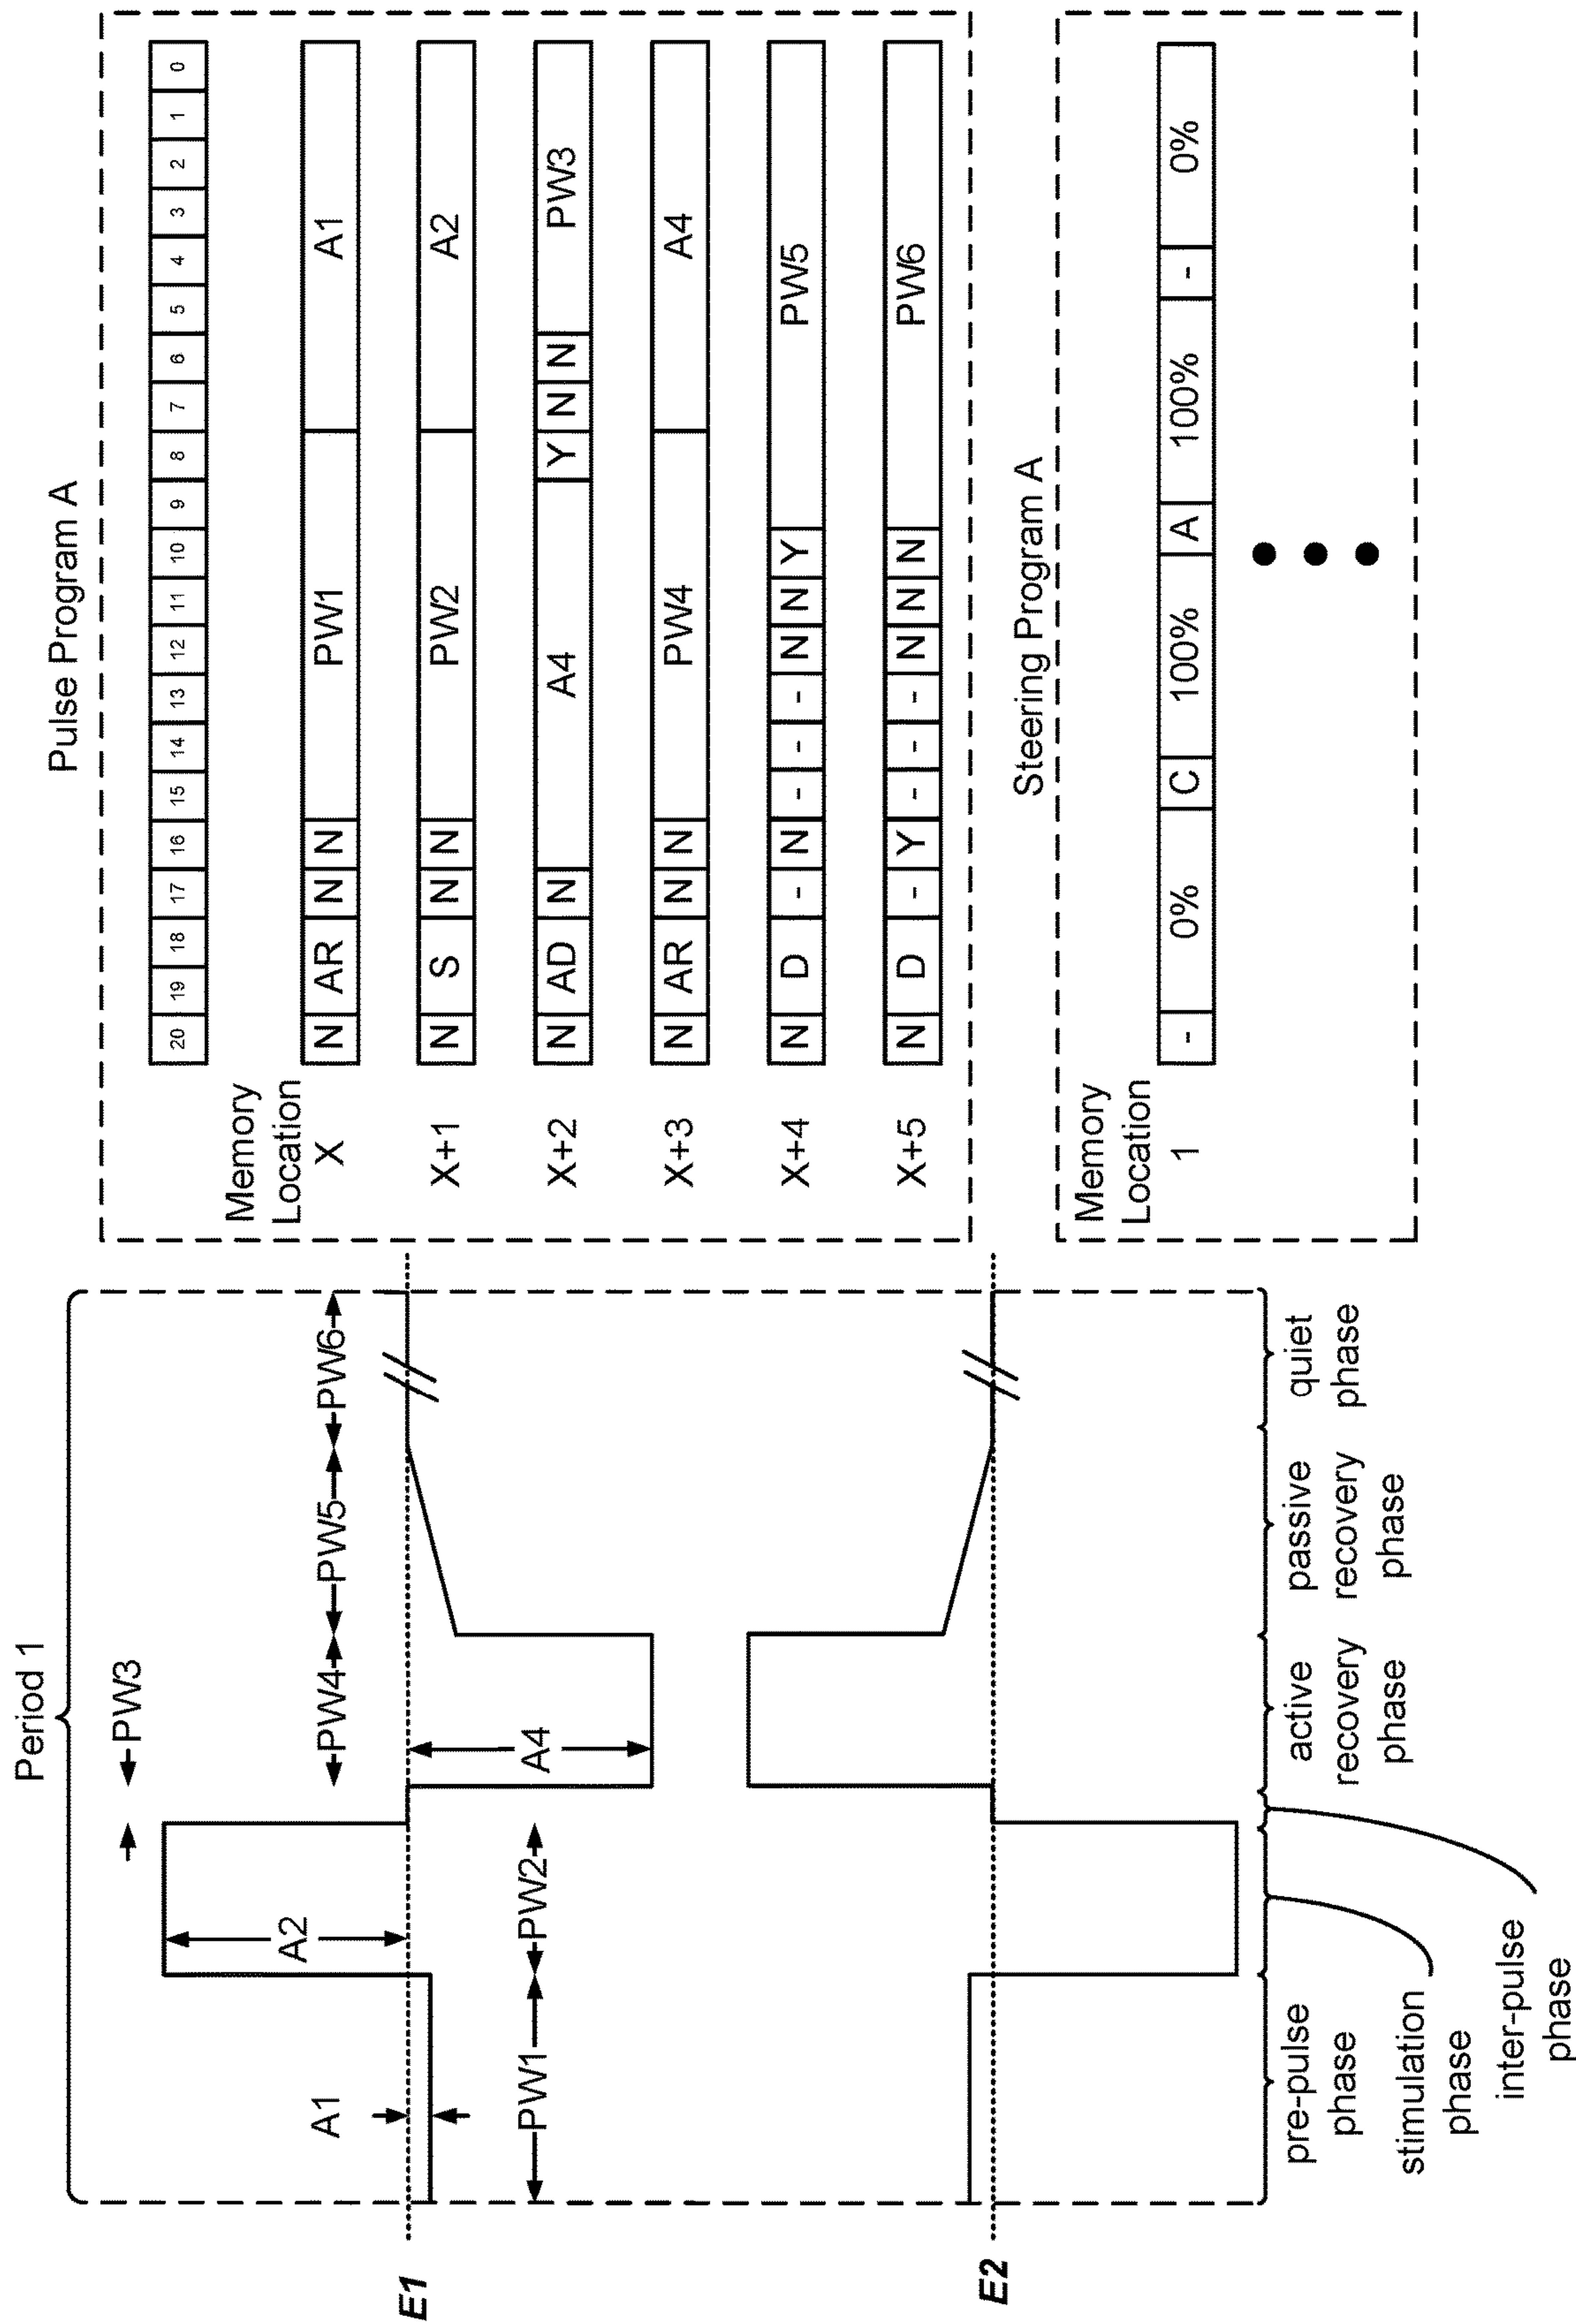 Period 1
PW3
A1
A2
PW1
PW2
A4
PW4
PW5
PW6
E1
E2
pre-pulse
phase
stimulation
phase
inter-pulse
phase
active
recovery
phase
passive
recovery
phase
quiet
phase
Pulse Program A
20 19 18 17 16 15 14 13 12 11 10 9 8 7 6 5 4 3 2 1 0
Memory
Location
X N AR N N PW1 A1
X+1 N S N N PW2 A2
X+2 N AD N A4 Y N N PW3
X+3 N AR N N PW4 A4
X+4 N D - N - - - N N Y PW5
X+5 N D - Y - - - N N N PW6
Steering Program A
Memory
Location
1 - 0% C 100% A 100% - 0%